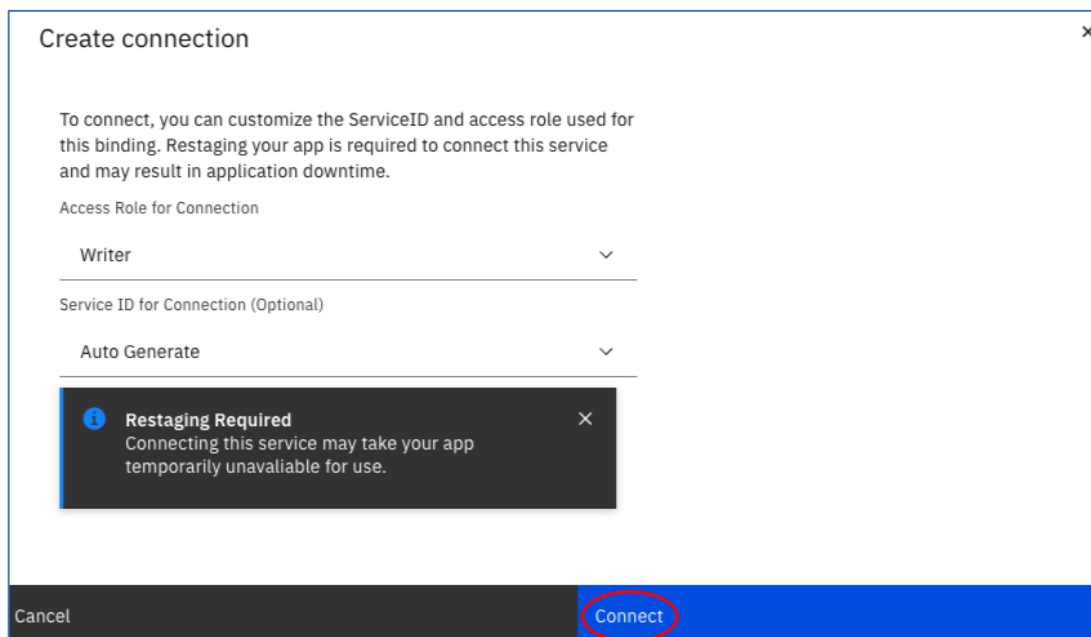 Create connection
To connect, you can customize the ServiceID and access role used for
this binding. Restaging your app is required to connect this service
and may result in application downtime.
Access Role for Connection
Writer
Service ID for Connection (Optional)
Auto Generate
Restaging Required
Connecting this service may take your app
temporarily unavaliable for use.
Cancel
Connect